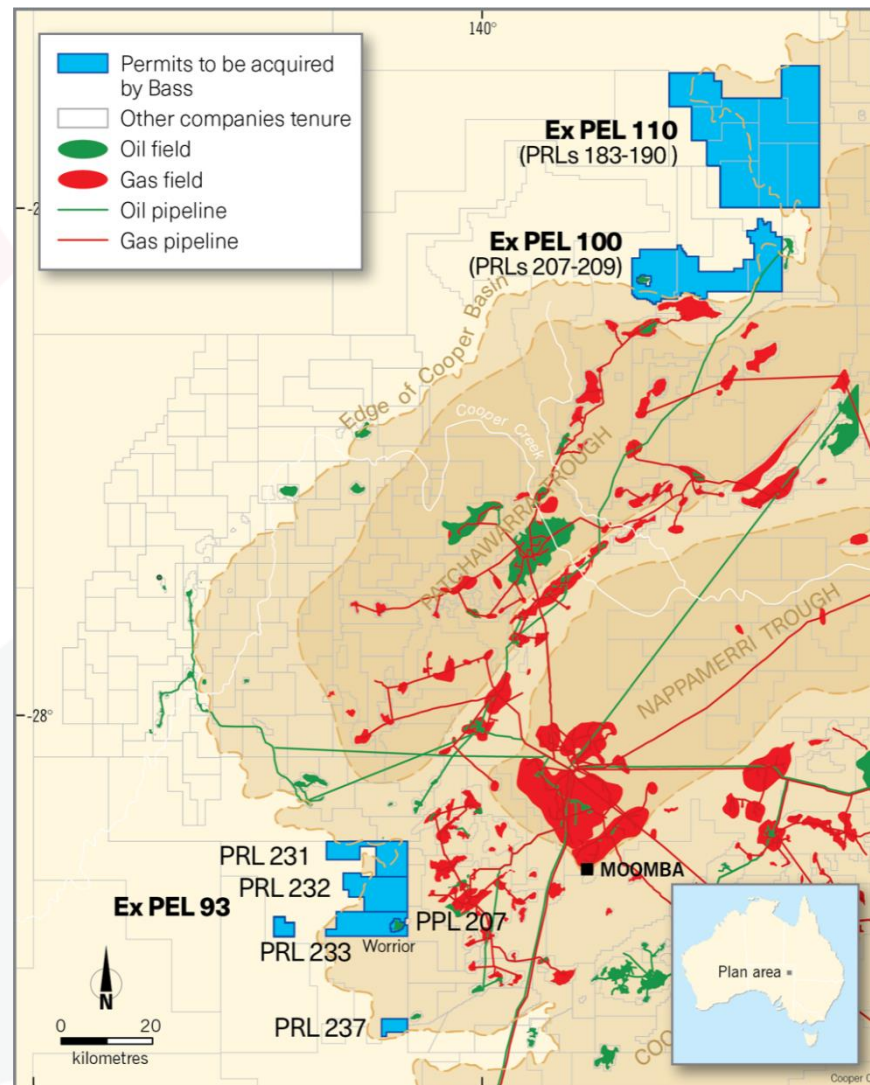 140°
Permits to be acquired
by Bass
Other companies tenure
Oil field
Gas field
Oil pipeline
Gas pipeline
Ex PEL 110
(PRLs 183-190 )
Ex PEL 100
(PRLs 207-209)
Edge of Cooper Basin
Cooper Creek
PATCHAWARRA TROUGH
NAPPAMERRI TROUGH
-28°
PRL 231
PRL 232
Ex PEL 93
PRL 233
PPL 207
Worrior
PRL 237
MOOMBA
Plan area
N
0 20
kilometres